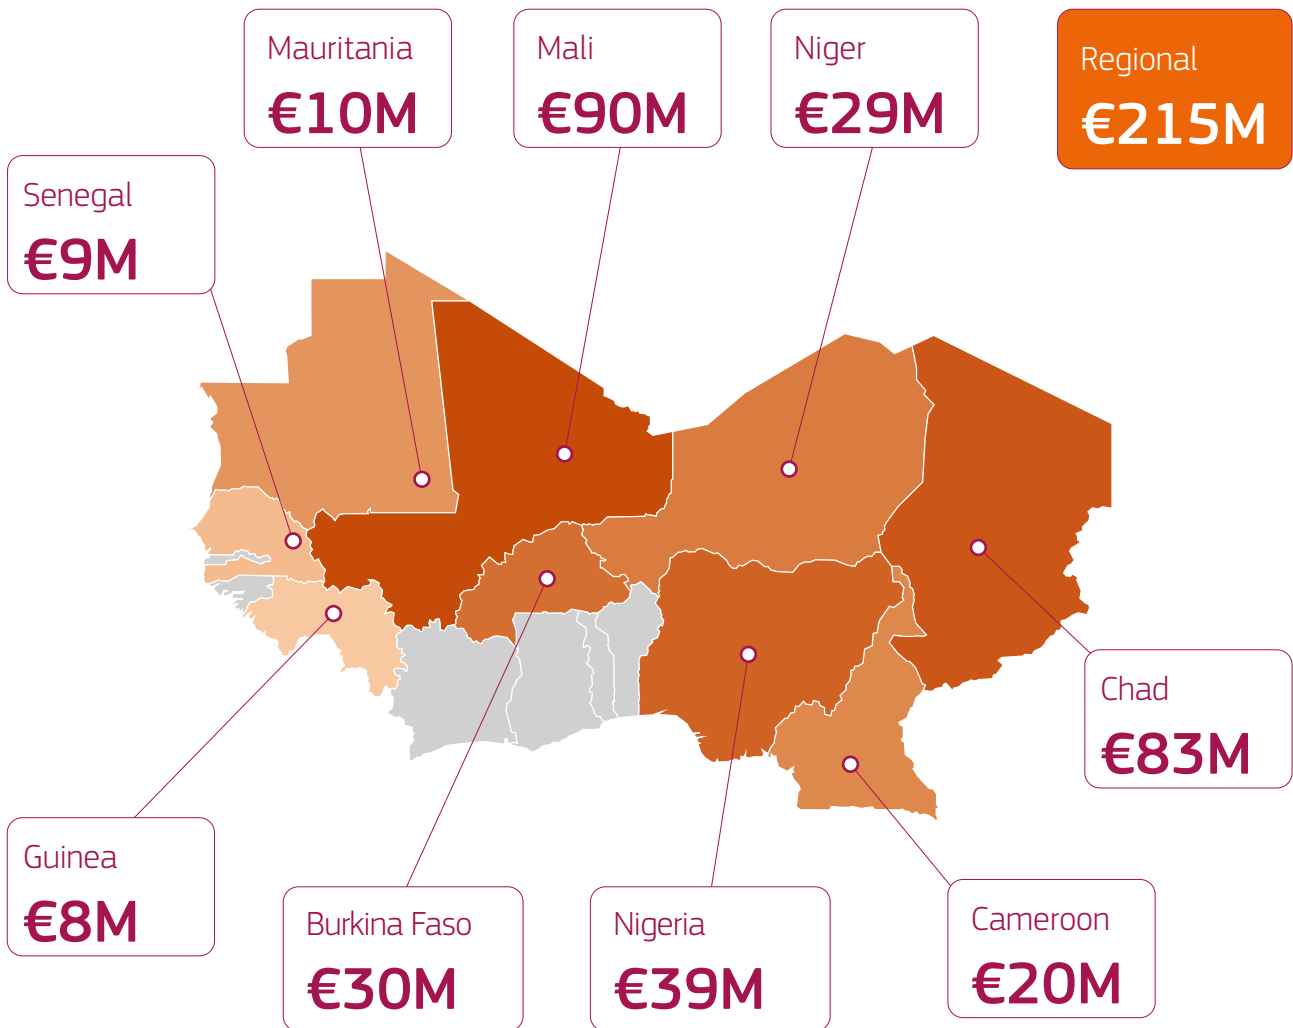 Mauritania
€10M
Mali
€90M
Niger
€29M
Regional
€215M
Senegal
€9M
Chad
€83M
Guinea
€8M
Burkina Faso
€30M
Nigeria
€39M
Cameroon
€20M